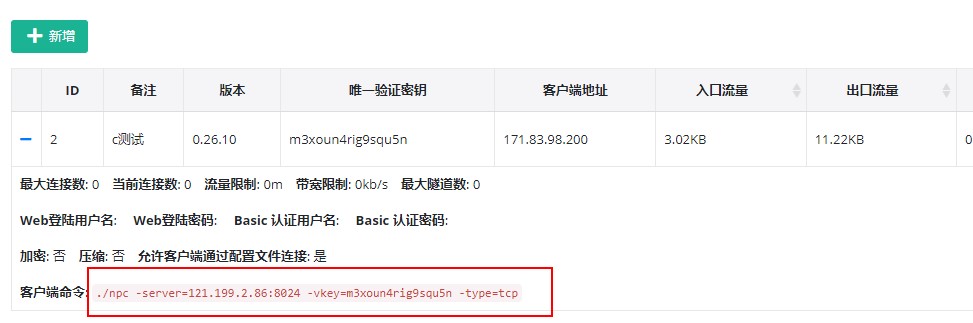 新增
ID 备注 版本 唯一验证密钥 客户端地址 入口流量 出口流量
2 c测试 0.26.10 m3xoun4rig9squ5n 171.83.98.200 3.02KB 11.22KB 0
最大连接数: 0 当前连接数: 0 流量限制: 0m 带宽限制: 0kb/s 最大隧道数: 0
Web登陆用户名: Web登陆密码: Basic 认证用户名: Basic 认证密码:
加密: 否 压缩: 否 允许客户端通过配置文件连接: 是
客户端命令: ./npc -server=121.199.2.86:8024 -vkey=m3xoun4rig9squ5n -type=tcp